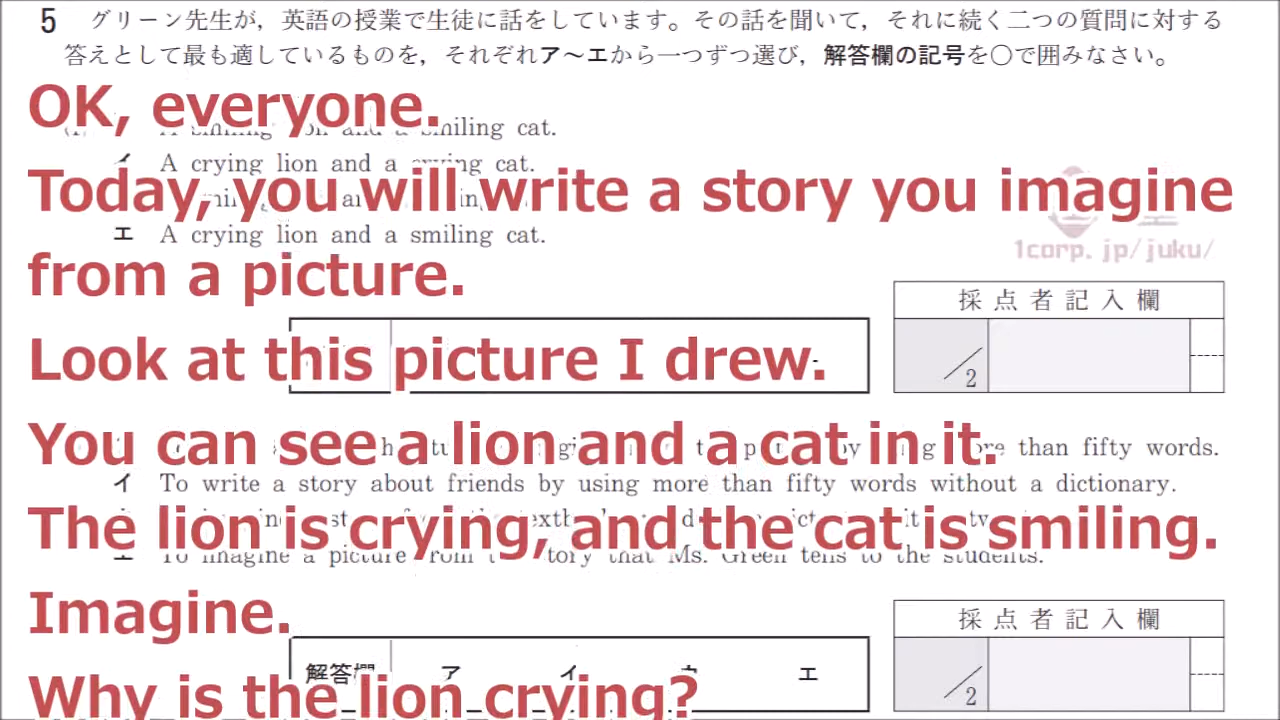 5 グリーン先生が，英語の授業で生徒に話をしています。その話を聞いて，それに続く二つの質問に対する
答えとして最も適しているものを，それぞれア～エから一つずつ選び，解答欄の記号を○で囲みなさい。
OK, everyone.
A smiling lion and a smiling cat.
イ A crying lion and a crying cat.
Today, you will write a story you imagine
エ A crying lion and a smiling cat.
1corp. jp/juku/
from a picture.
採点者記入欄
Look at this picture I drew.
/2
You can see a lion and a cat in it.
more than fifty words.
イ To write a story about friends by using more than fifty words without a dictionary.
The lion is crying, and the cat is smiling.
エ To imagine a picture from story that Ms. Green tells to the students.
Imagine.
採点者記入欄
解答欄 ア イ ウ エ
/2
Why is the lion crying?